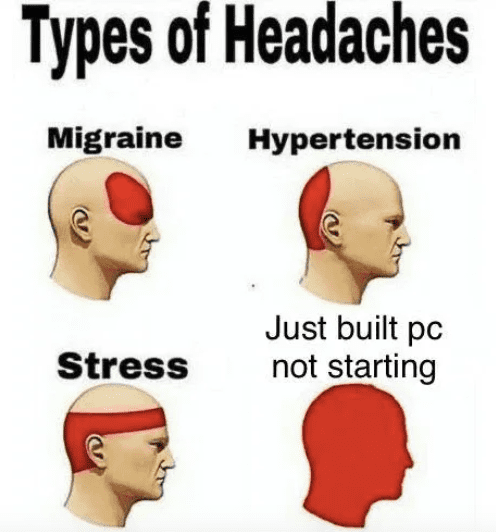 Types of Headaches
Migraine
Hypertension
Stress
Just built pc
not starting